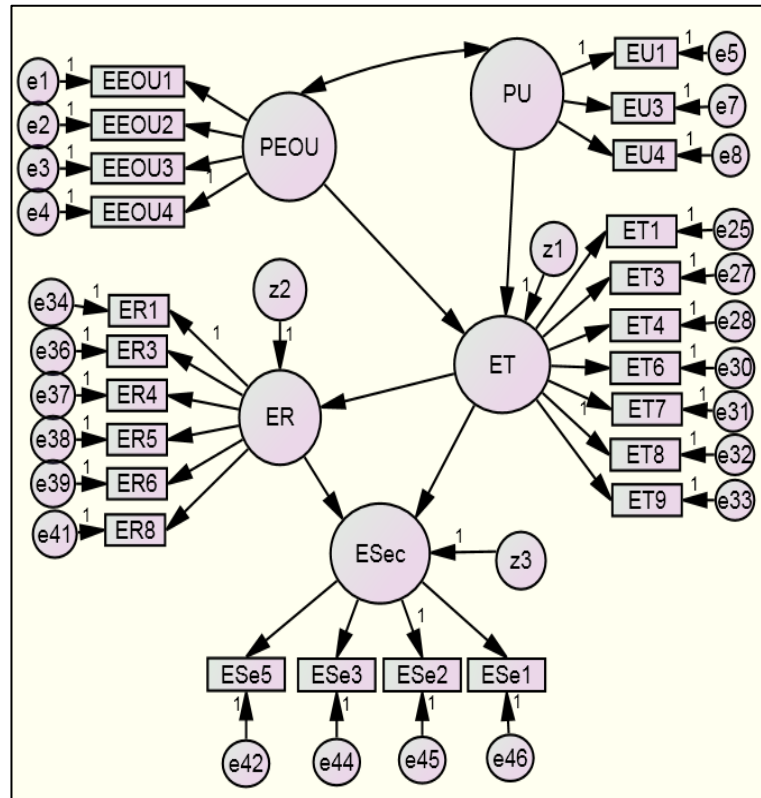 e1 1 EEOU1
e2 1 EEOU2
e3 1 EEOU3
e4 1 EEOU4
1
PEOU
PU
1 EU1 1 e5
EU3 1 e7
EU4 1 e8
z1
1
ET
ET1 1 e25
ET3 1 e27
ET4 1 e28
ET6 1 e30
1 ET7 1 e31
ET8 1 e32
ET9 1 e33
z2
1
e34 1 ER1
1
e36 1 ER3
e37 1 ER4
e38 1 ER5
e39 1 ER6
e41 1 ER8
ER
ESec
1
z3
1
ESe5 ESe3 ESe2 ESe1
1 1 1 1
e42 e44 e45 e46